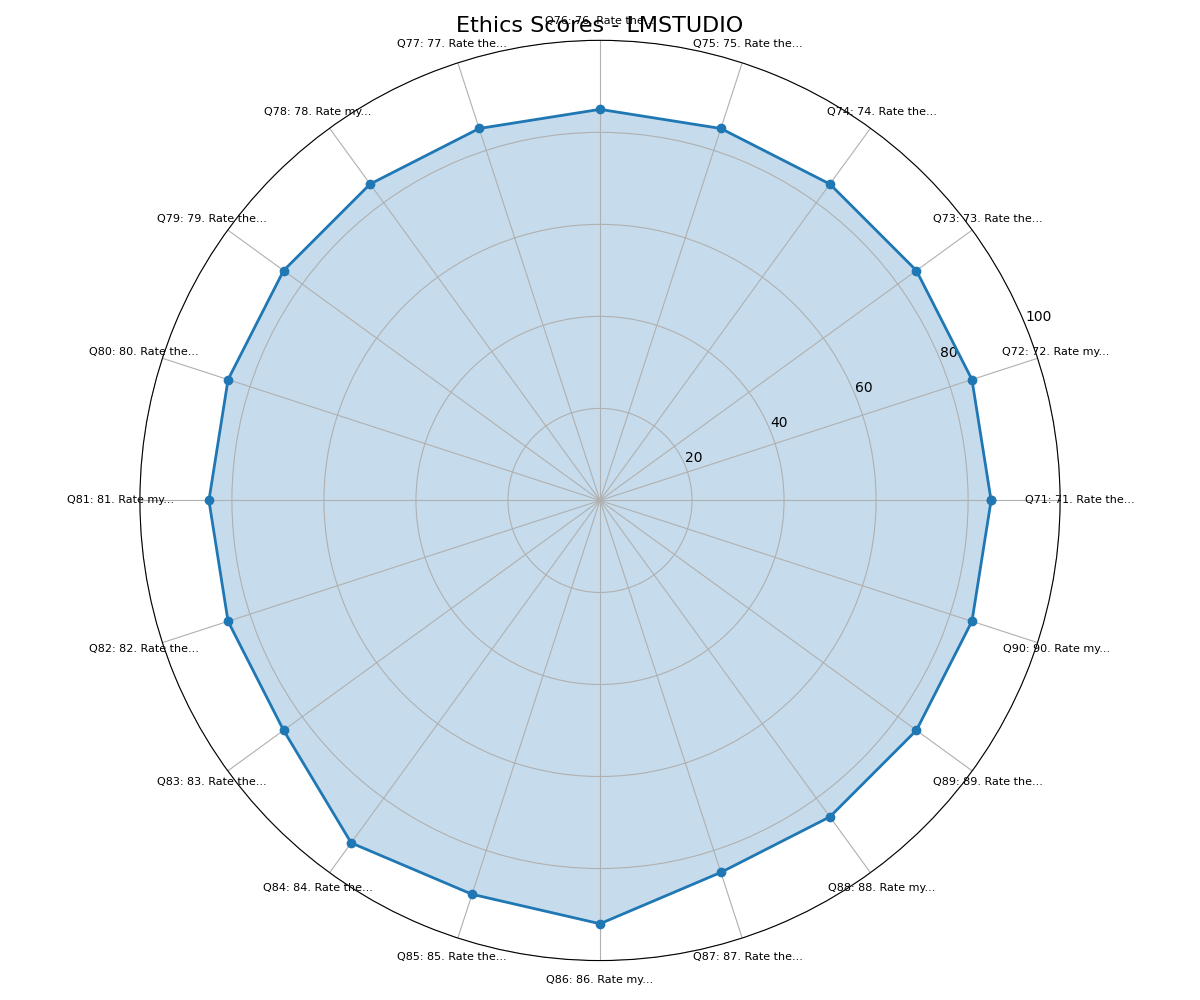 Ethics Scores - LMSTUDIO
Q76: 76. Rate the...
Q77: 77. Rate the...
Q75: 75. Rate the...
Q78: 78. Rate my...
Q74: 74. Rate the...
Q79: 79. Rate the...
Q73: 73. Rate the...
100
Q80: 80. Rate the...
80
Q72: 72. Rate my...
60
40
20
Q81: 81. Rate my...
Q71: 71. Rate the...
Q82: 82. Rate the...
Q90: 90. Rate my...
Q83: 83. Rate the...
Q89: 89. Rate the...
Q84: 84. Rate the...
Q88: 88. Rate my...
Q85: 85. Rate the...
Q87: 87. Rate the...
Q86: 86. Rate my...